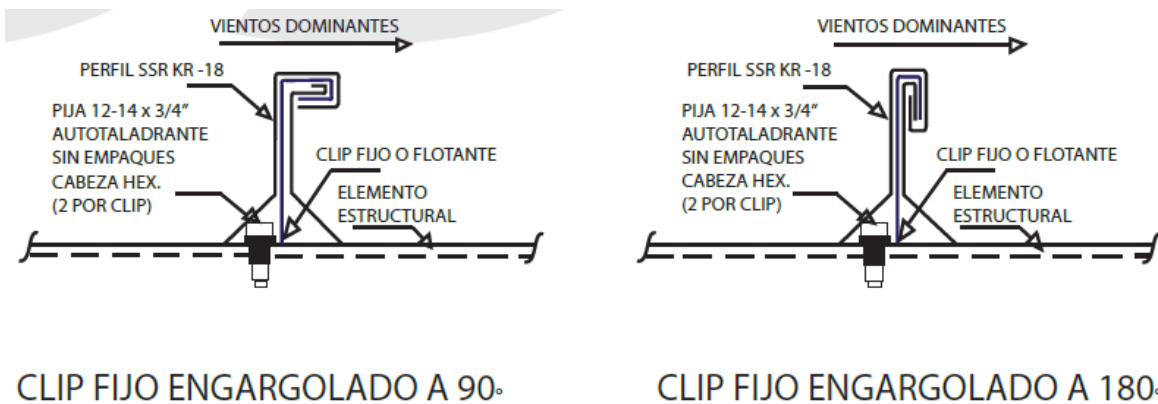 VIENTOS DOMINANTES
PERFIL SSR KR -18
PIJA 12-14 x 3/4"
AUTOTALADRANTE
SIN EMPAQUES
CABEZA HEX.
(2 POR CLIP)
CLIP FIJO O FLOTANTE
ELEMENTO
ESTRUCTURAL
CLIP FIJO ENGARGOLADO A 90°
VIENTOS DOMINANTES
PERFIL SSR KR -18
PIJA 12-14 x 3/4"
AUTOTALADRANTE
SIN EMPAQUES
CABEZA HEX.
(2 POR CLIP)
CLIP FIJO O FLOTANTE
ELEMENTO
ESTRUCTURAL
CLIP FIJO ENGARGOLADO A 180°